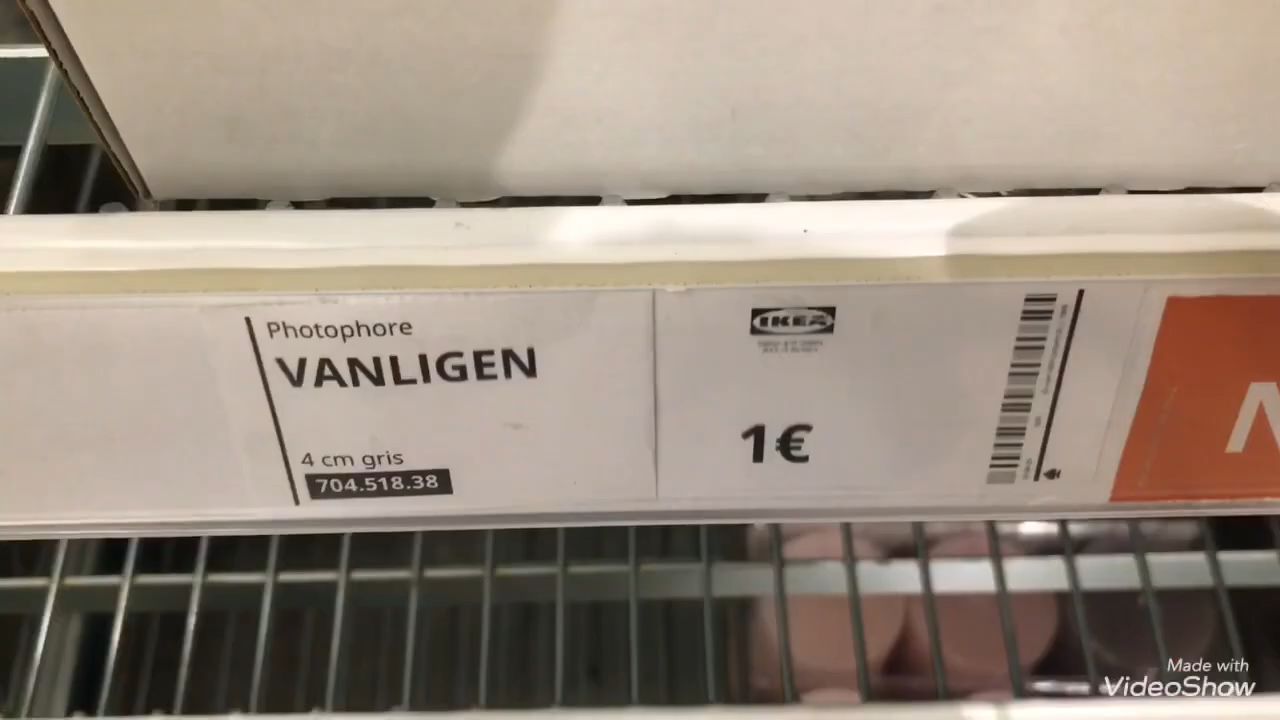 Photophore
VANLIGEN
4 cm gris
704.518.38
IKEA
1€
Made with
VideoShow